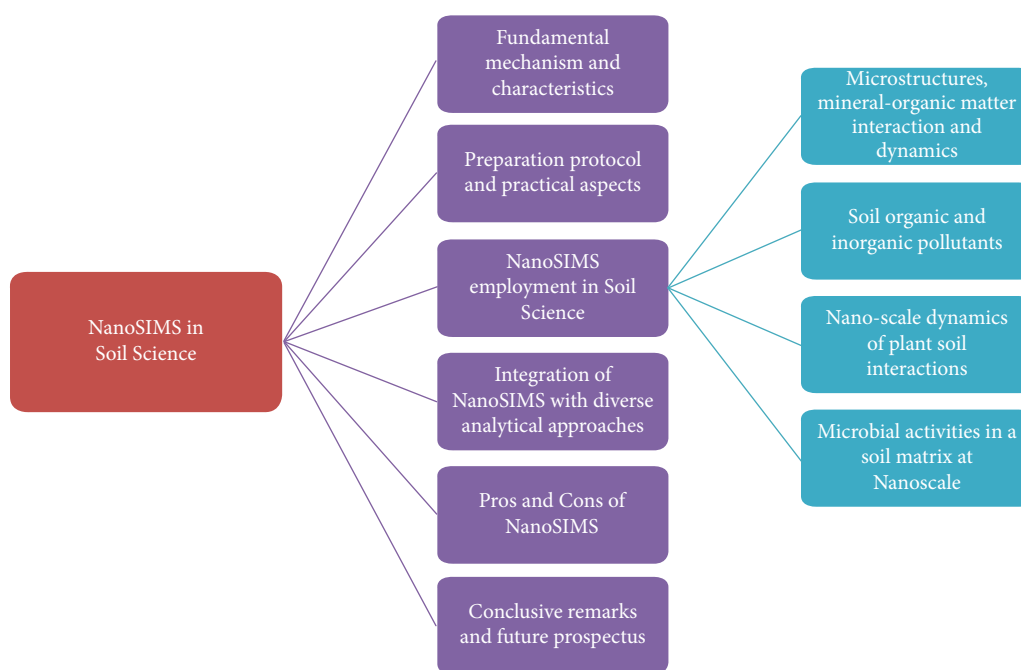 NanoSIMS in
Soil Science
Fundamental
mechanism and
characteristics
Preparation protocol
and practical aspects
NanoSIMS
employment in Soil
Science
Integration of
NanoSIMS with diverse
analytical approaches
Pros and Cons of
NanoSIMS
Conclusive remarks
and future prospectus
Microstructures,
mineral-organic matter
interaction and
dynamics
Soil organic and
inorganic pollutants
Nano-scale dynamics
of plant soil
interactions
Microbial activities in a
soil matrix at
Nanoscale